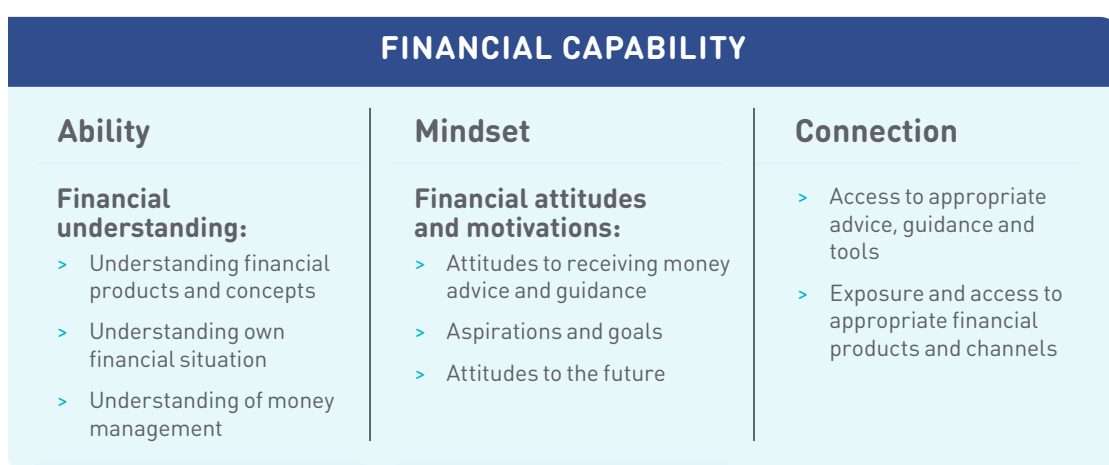 FINANCIAL CAPABILITY
Ability
Financial
understanding:
> Understanding financial
products and concepts
> Understanding own
financial situation
> Understanding of money
management
Mindset
Financial attitudes
and motivations:
> Attitudes to receiving money
advice and guidance
> Aspirations and goals
> Attitudes to the future
Connection
> Access to appropriate
advice, guidance and
tools
> Exposure and access to
appropriate financial
products and channels